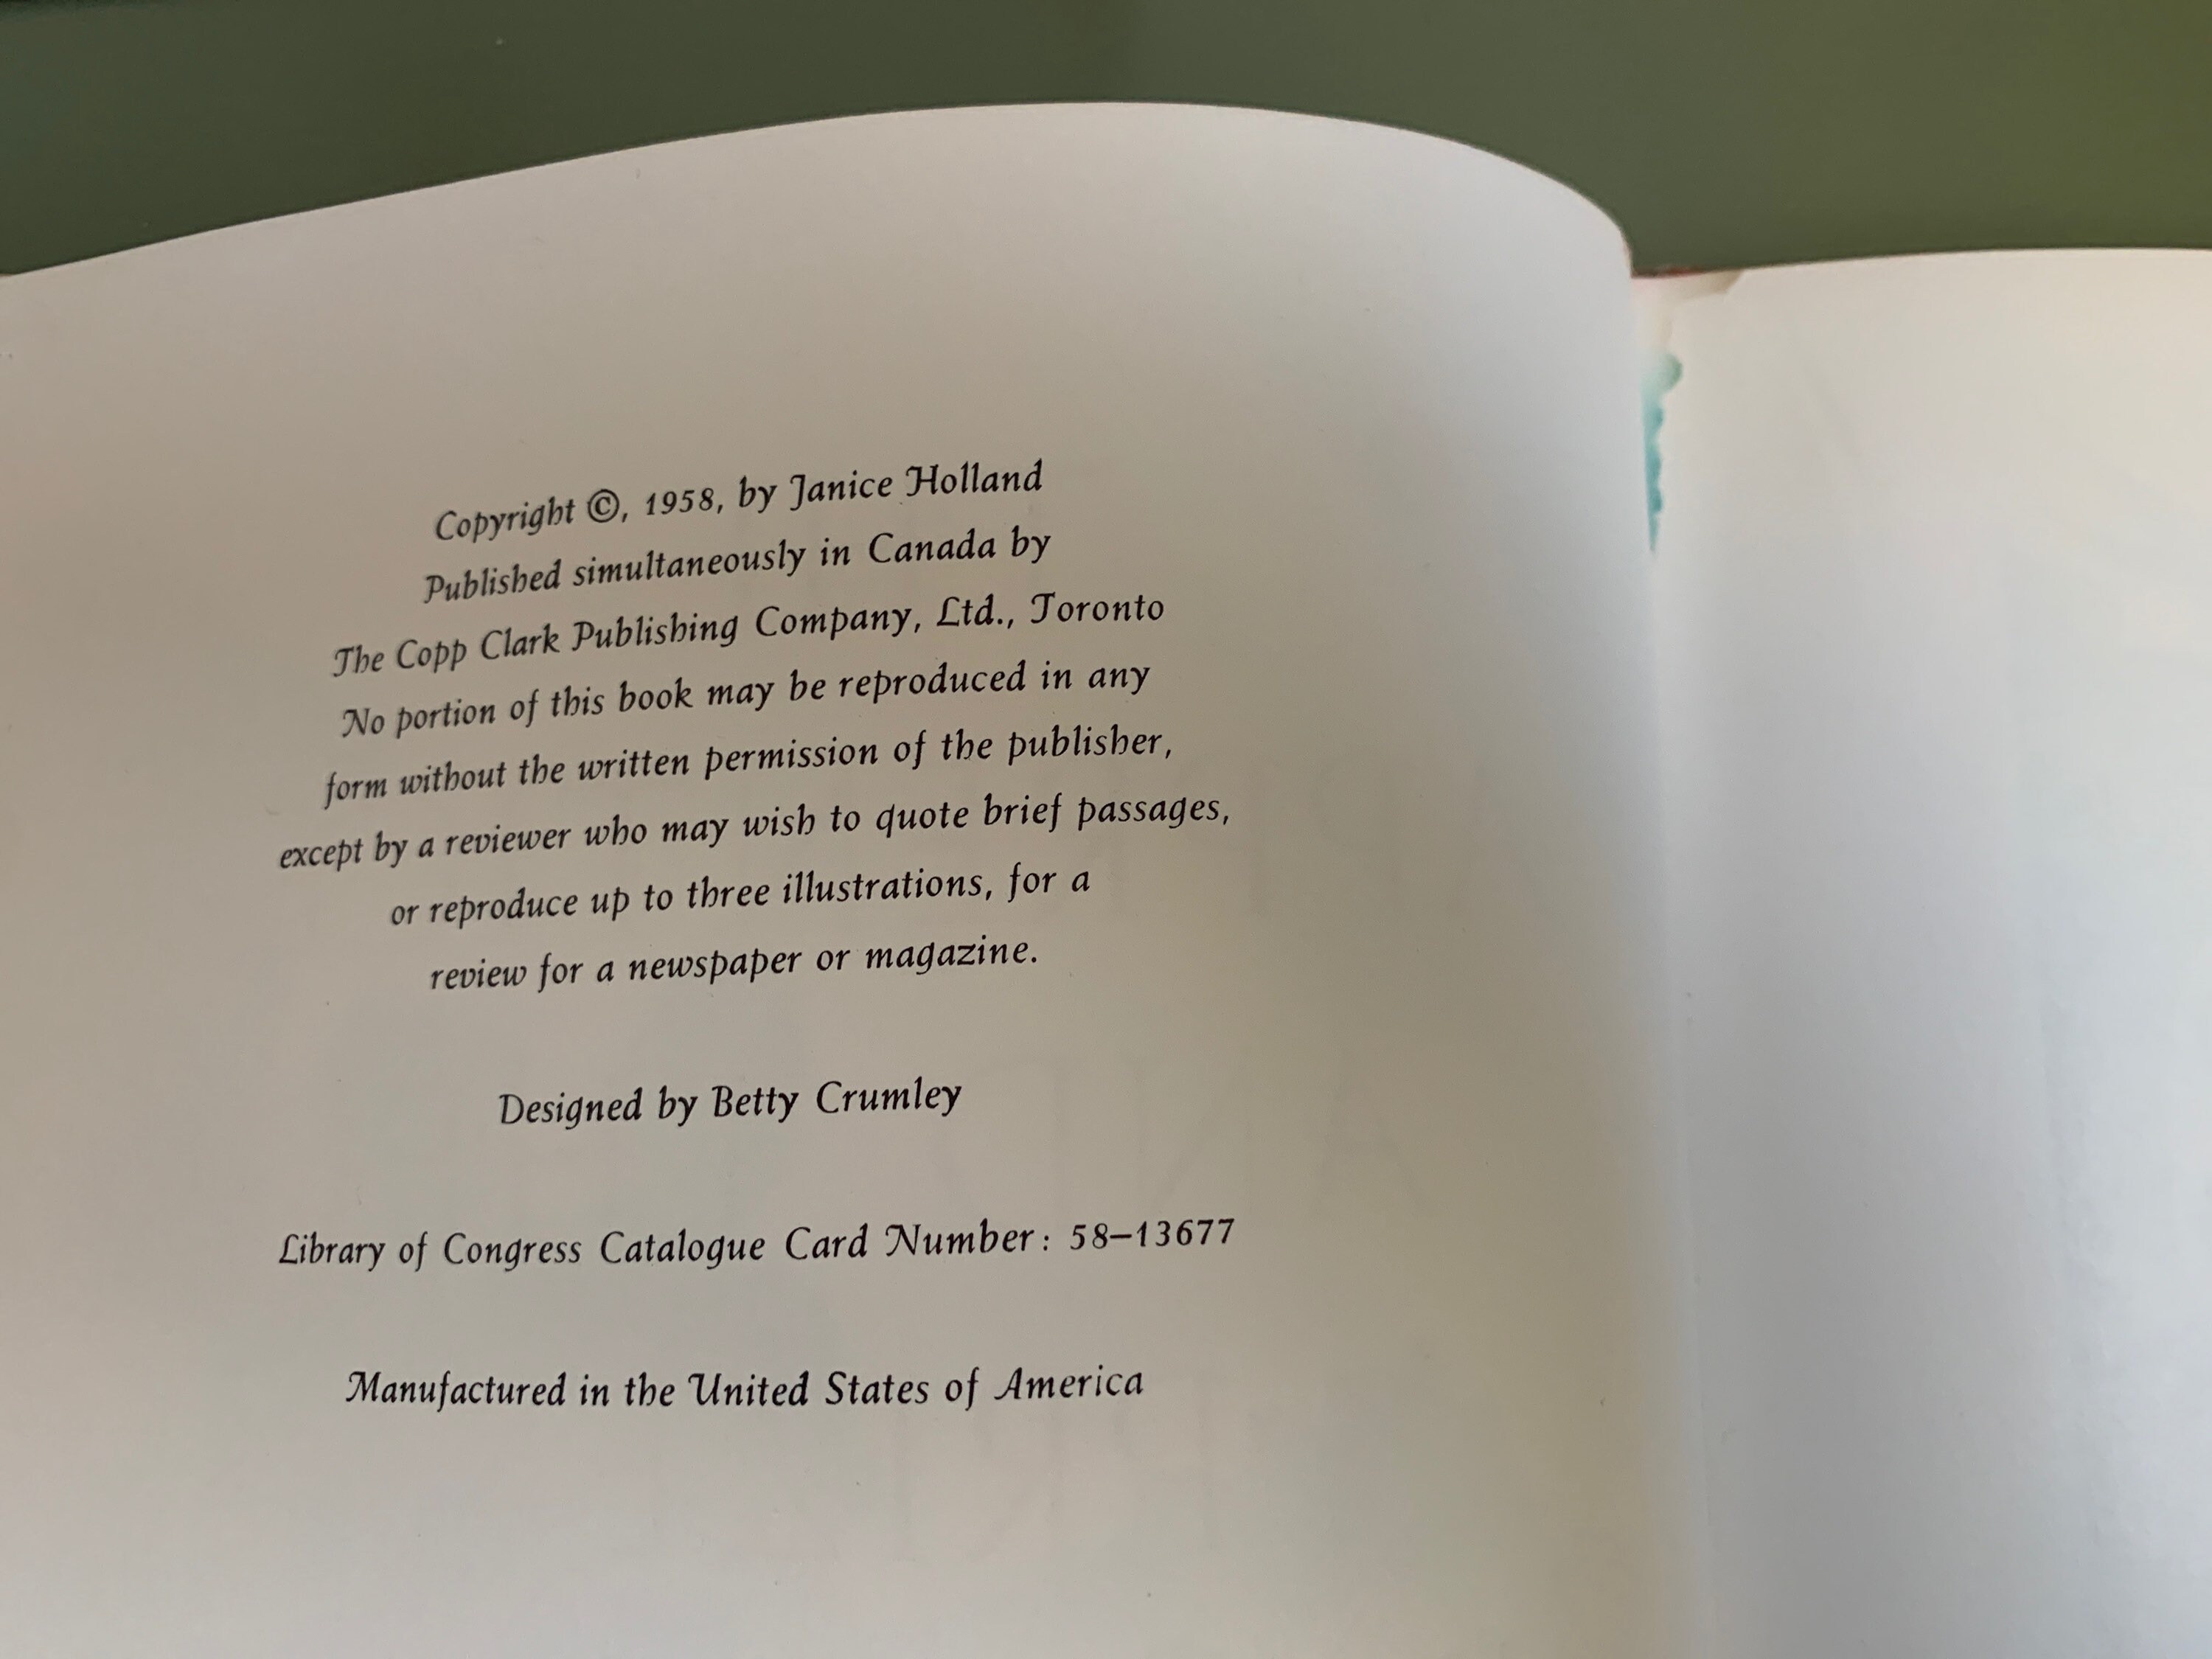 Copyright ©, 1958, by Janice Holland
Published simultaneously in Canada by
The Copp Clark Publishing Company, Ltd., Toronto
No portion of this book may be reproduced in any
form without the written permission of the publisher,
except by a reviewer who may wish to quote brief passages,
or reproduce up to three illustrations, for a
review for a newspaper or magazine.
Designed by Betty Crumley
Library of Congress Catalogue Card Number: 58–13677
Manufactured in the United States of America